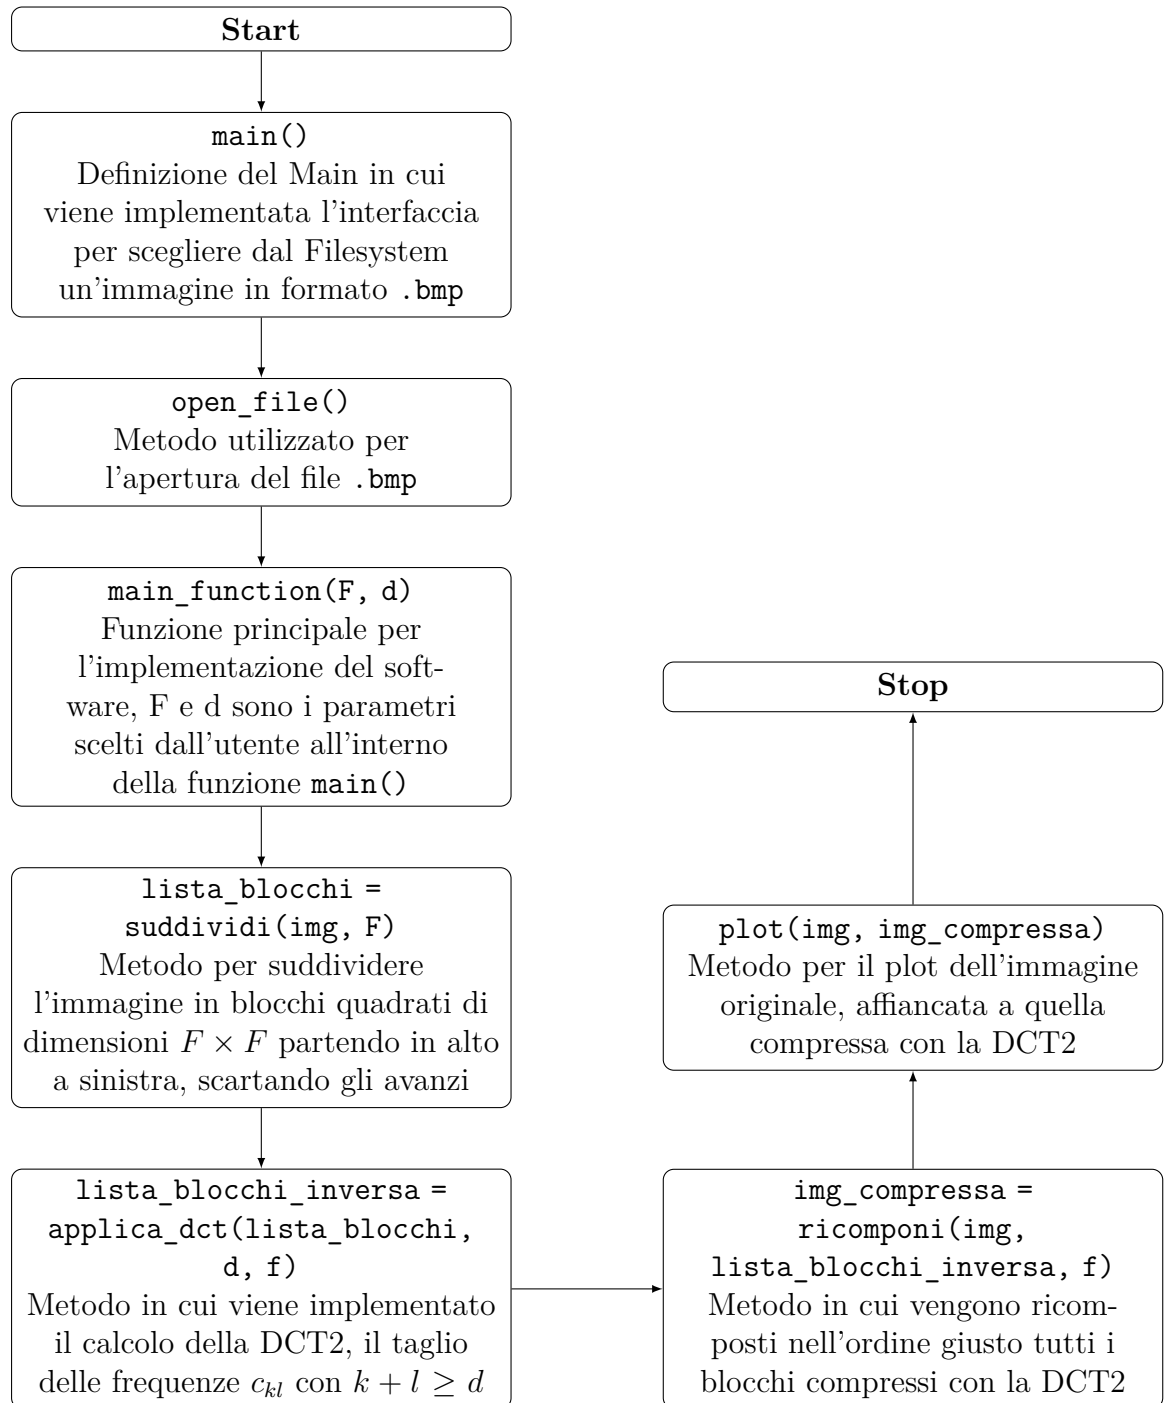 Start
main()
Definizione del Main in cui
viene implementata l'interfaccia
per scegliere dal Filesystem
un'immagine in formato .bmp
open_file()
Metodo utilizzato per
l'apertura del file .bmp
main_function(F, d)
Funzione principale per
l'implementazione del soft-
ware, F e d sono i parametri
scelti dall'utente all'interno
della funzione main()
lista_blocchi =
suddividi(img, F)
Metodo per suddividere
l'immagine in blocchi quadrati di
dimensioni F × F partendo in alto
a sinistra, scartando gli avanzi
lista_blocchi_inversa =
applica_dct(lista_blocchi,
d, f)
Metodo in cui viene implementato
il calcolo della DCT2, il taglio
delle frequenze c_{kl} con k + l ≥ d
img_compressa =
ricomponi(img,
lista_blocchi_inversa, f)
Metodo in cui vengono ricom-
posti nell'ordine giusto tutti i
blocchi compressi con la DCT2
plot(img, img_compressa)
Metodo per il plot dell'immagine
originale, affiancata a quella
compressa con la DCT2
Stop